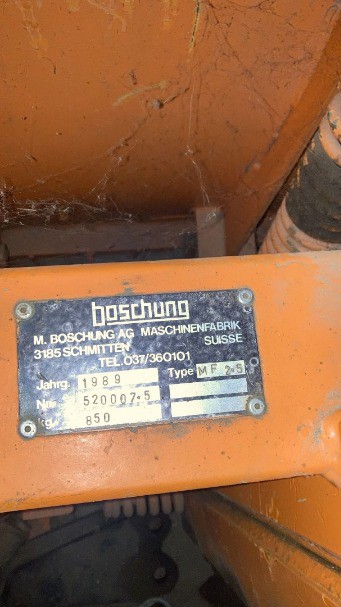 boschung
M. BOSCHUNG AG MASCHINENFABRIK
3185 SCHMITTEN SUISSE
TEL. 037/360101
Jahrg. 1989 Type MF 2·S
Nr. 520007·5
kg 850